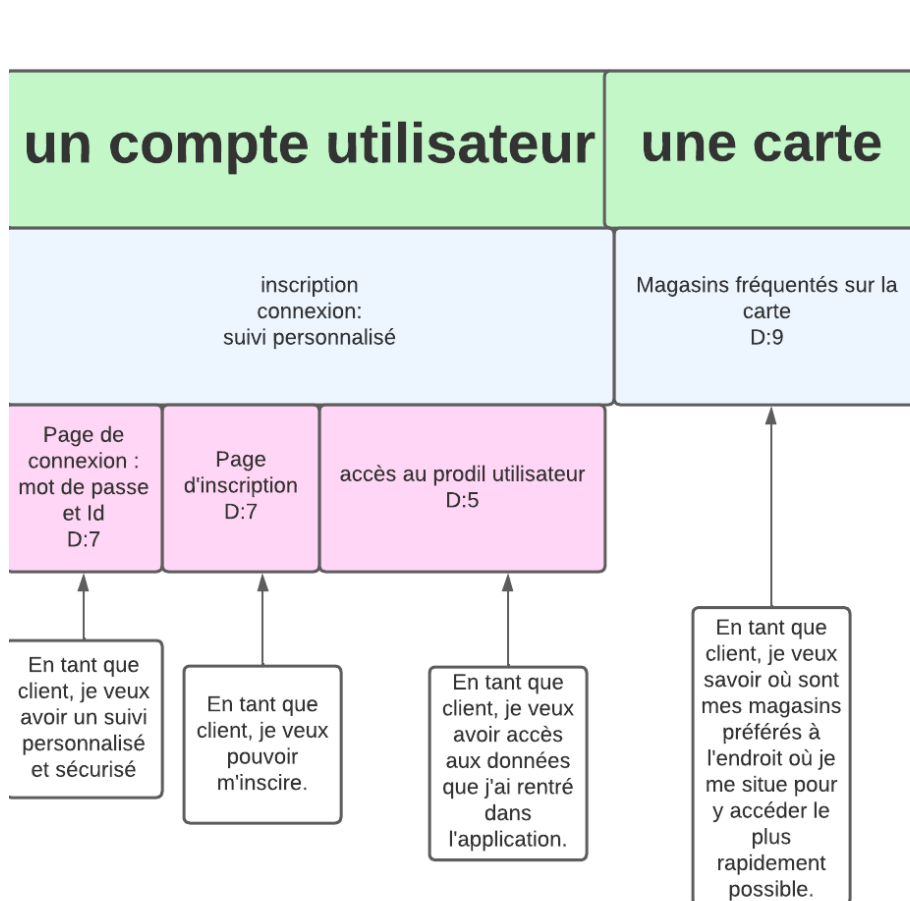 un compte utilisateur
une carte
inscription
connexion:
suivi personnalisé
Magasins fréquentés sur la
carte
D:9
Page de
connexion :
mot de passe
et Id
D:7
Page
d'inscription
D:7
accès au prodil utilisateur
D:5
En tant que
client, je veux
avoir un suivi
personnalisé
et sécurisé
En tant que
client, je veux
pouvoir
m'inscire.
En tant que
client, je veux
avoir accès
aux données
que j'ai rentré
dans
l'application.
En tant que
client, je veux
savoir où sont
mes magasins
préférés à
l'endroit où je
me situe pour
y accéder le
plus
rapidement
possible.